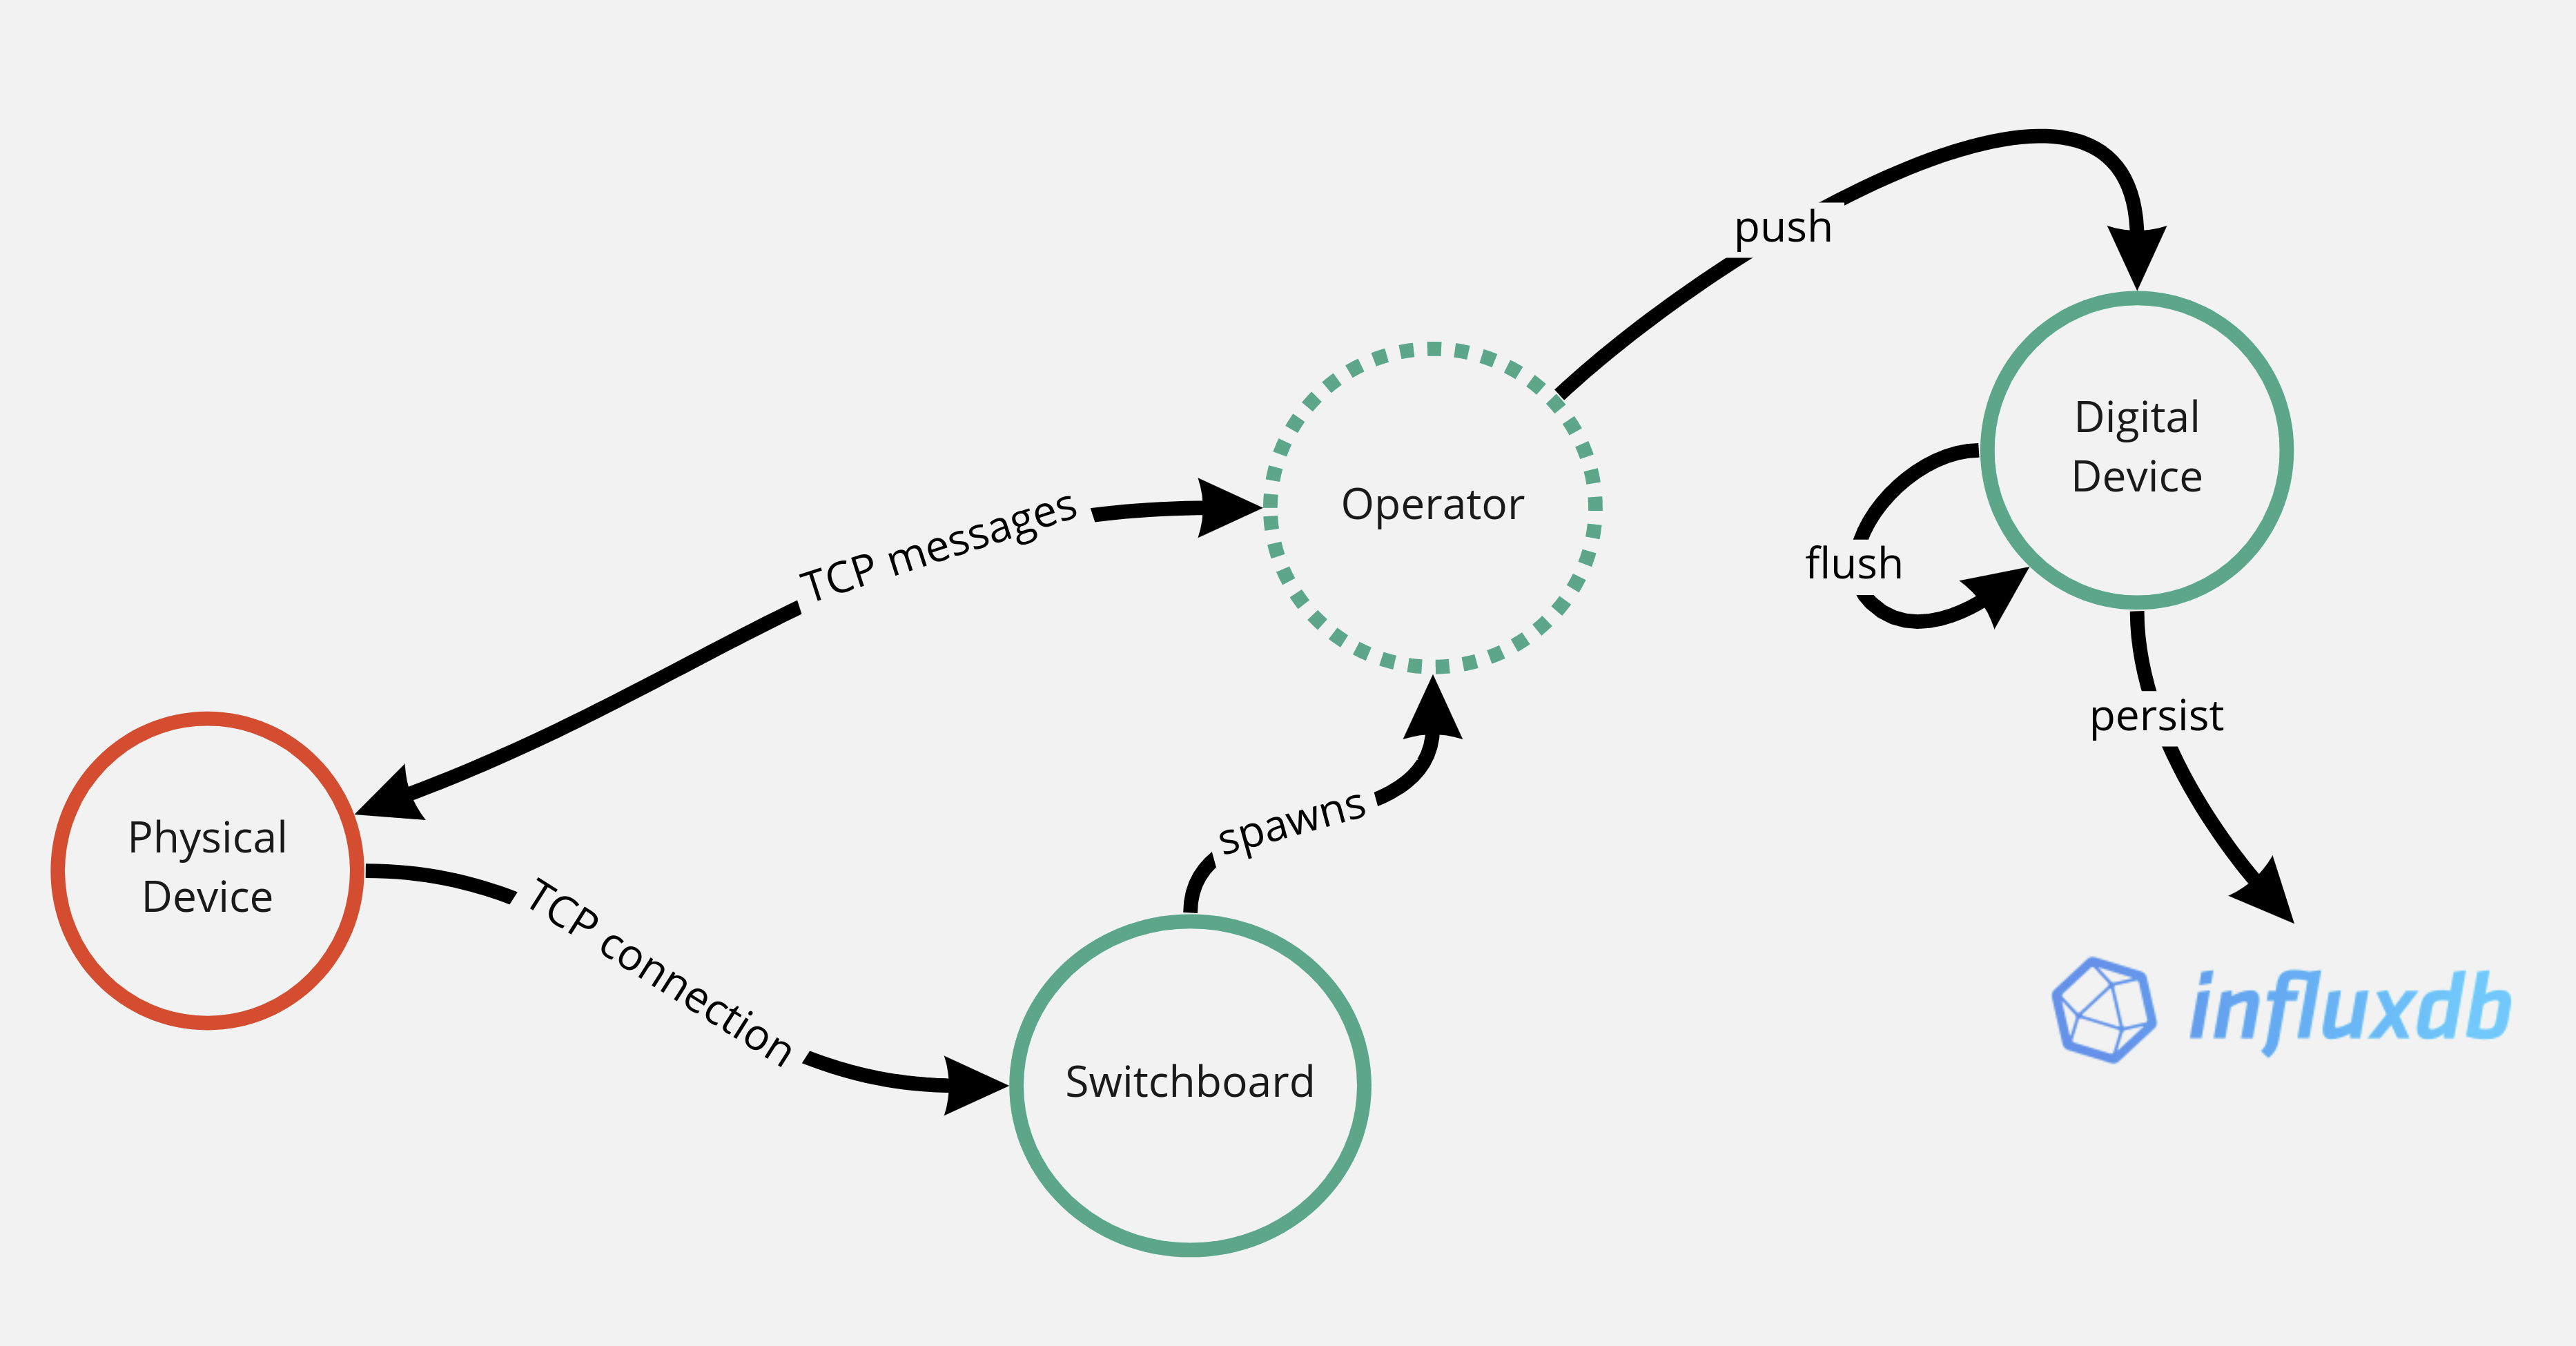 push
Digital
Device
Operator
TCP messages
flush
persist
spawns
Physical
Device
TCP connection
Switchboard
influxdb